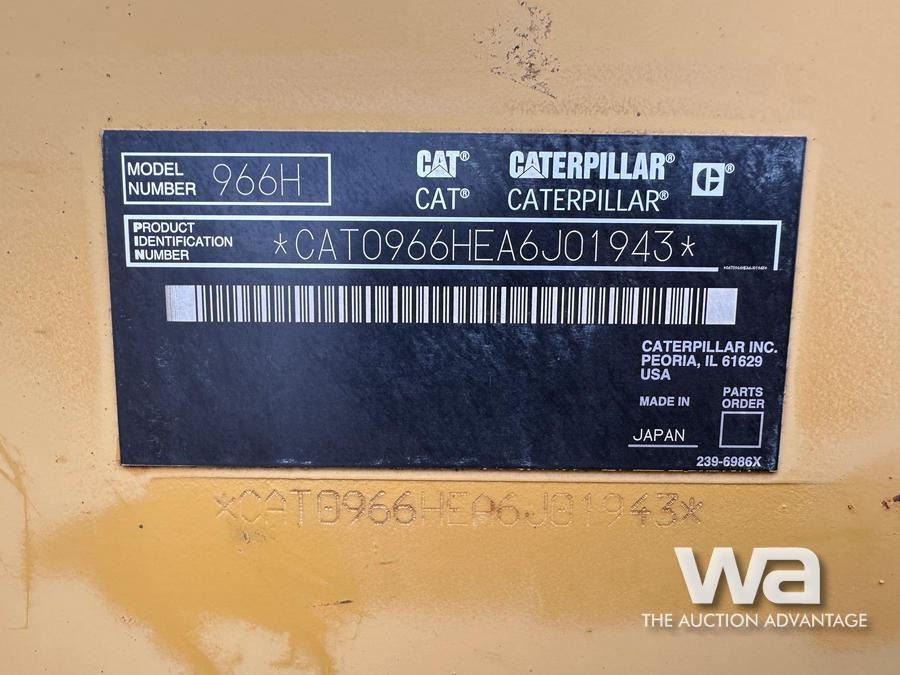 MODEL NUMBER 966H
CAT® CATERPILLAR® C®
CAT® CATERPILLAR®
PRODUCT
IDENTIFICATION
NUMBER
*CAT0966HEA6J01943*
*CAT0966HEA6J01943*
CATERPILLAR INC.
PEORIA, IL 61629
USA
MADE IN
JAPAN
PARTS
ORDER
239-6986X
*CAT0966HEA6J01943*
wa
THE AUCTION ADVANTAGE